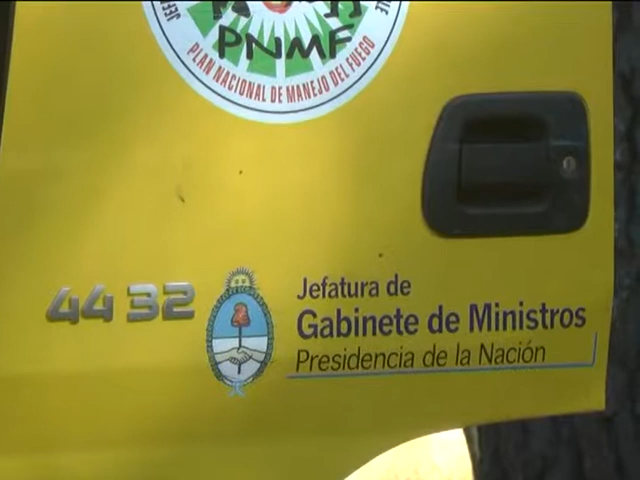 PNMF
PLAN NACIONAL DE MANEJO DEL FUEGO
44 32
Jefatura de
Gabinete de Ministros
Presidencia de la Nación